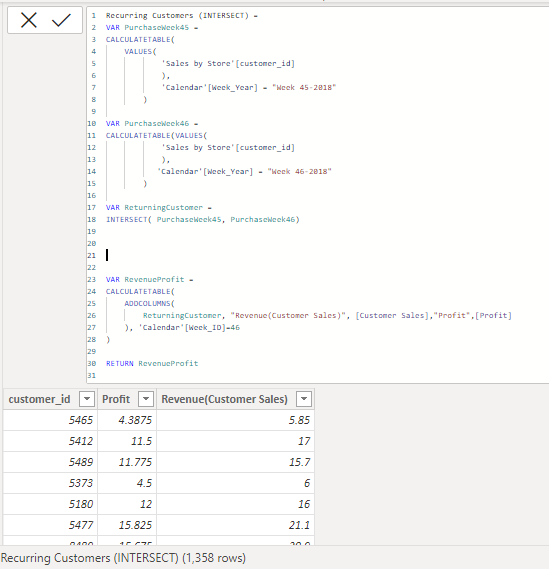 1 Recurring Customers (INTERSECT) =
2 VAR PurchaseWeek45 =
3 CALCULATETABLE(
4 VALUES(
5 'Sales by Store'[customer_id]
6 ),
7 'Calendar'[Week_Year] = "Week 45-2018"
8 )
9
10 VAR PurchaseWeek46 =
11 CALCULATETABLE(VALUES(
12 'Sales by Store'[customer_id]
13 ),
14 'Calendar'[Week_Year] = "Week 46-2018"
15 )
16
17 VAR ReturningCustomer =
18 INTERSECT( PurchaseWeek45, PurchaseWeek46)
19
20
21
22
23 VAR RevenueProfit =
24 CALCULATETABLE(
25 ADDCOLUMNS(
26 ReturningCustomer, "Revenue(Customer Sales)", [Customer Sales],"Profit",[Profit]
27 ), 'Calendar'[Week_ID]=46
28 )
29
30 RETURN RevenueProfit
31
customer_id Profit Revenue(Customer Sales)
5465 4.3875 5.85
5412 11.5 17
5489 11.775 15.7
5373 4.5 6
5180 12 16
5477 15.825 21.1
Recurring Customers (INTERSECT) (1,358 rows)